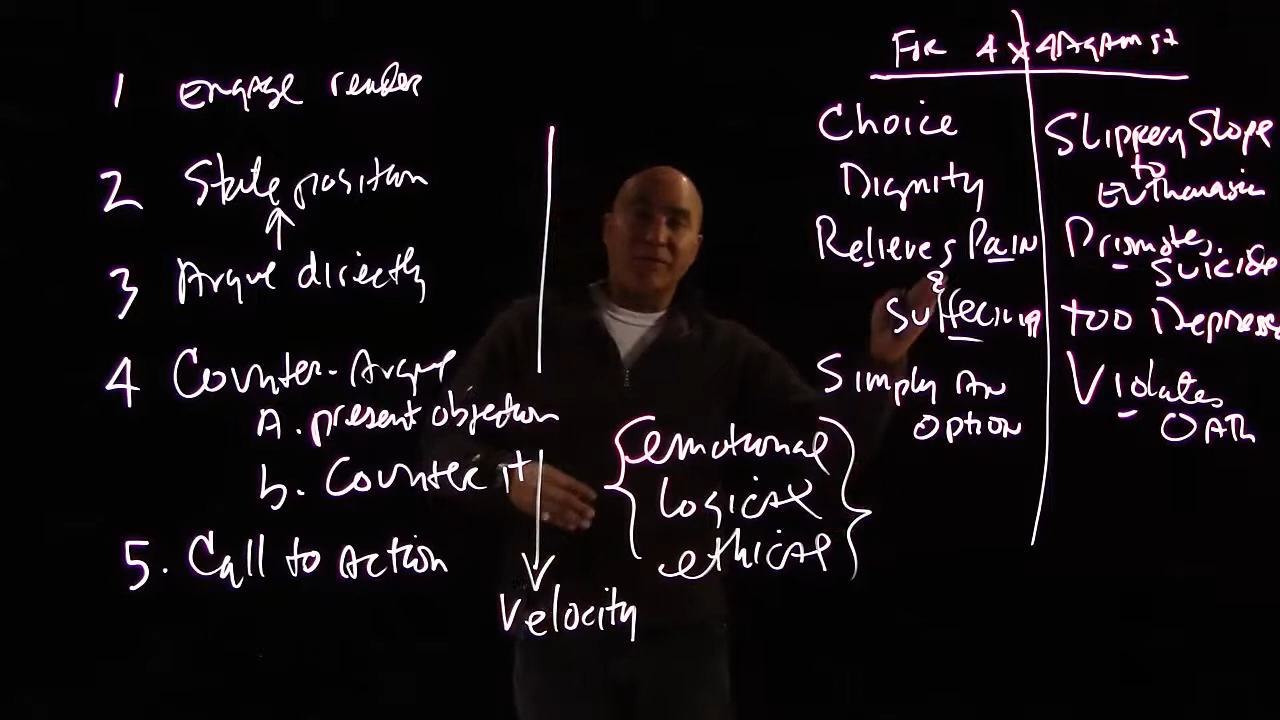 1 Engage reader
2 State position
3 Argue directly
4 Counter-Argue
A. present objection
b. Counter it
5. Call to Action
Velocity
emotional
logical
ethical
For 4 x 4 Against
Choice
Dignity
Relieves Pain
&
Suffering
Simply An
Option
Slippery Slope
to
Euthanasia
Promotes
Suicide
too Depresse
Violates
OATh